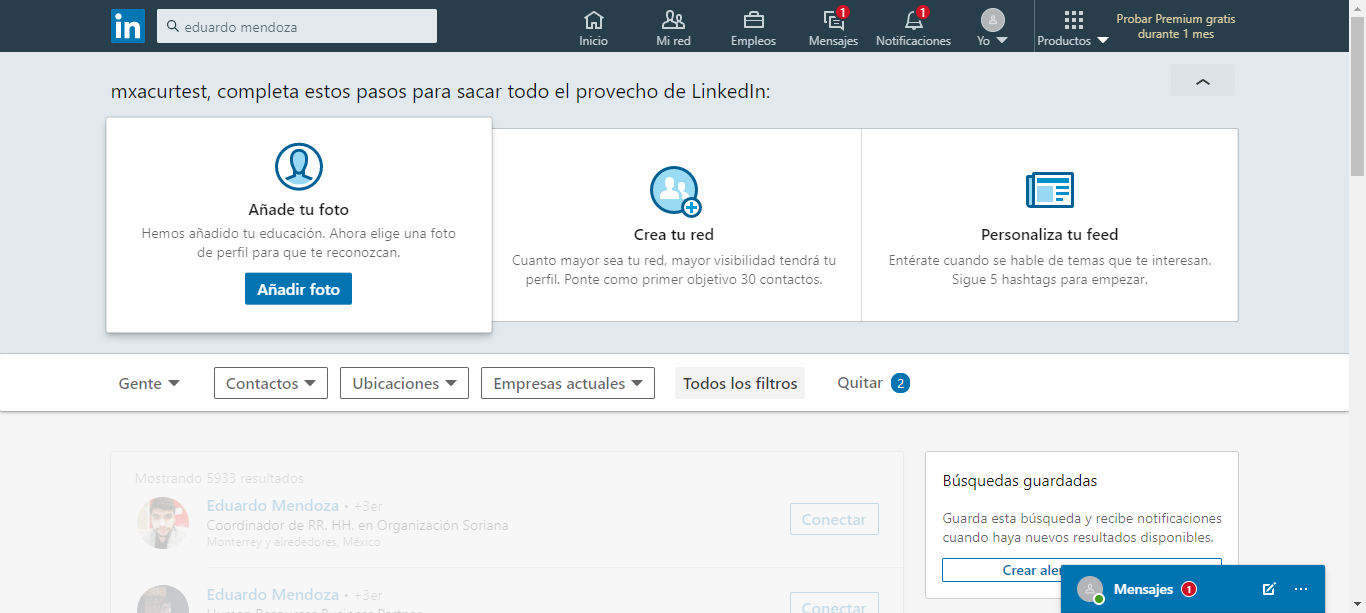 in
eduardo mendoza
Inicio
Mi red
Empleos
1
Mensajes
1
Notificaciones
Yo
Productos
Probar Premium gratis
durante 1 mes
mxacurtest, completa estos pasos para sacar todo el provecho de LinkedIn:
Añade tu foto
Hemos añadido tu educación. Ahora elige una foto
de perfil para que te reconozcan.
Añadir foto
Crea tu red
Cuanto mayor sea tu red, mayor visibilidad tendrá tu
perfil. Ponte como primer objetivo 30 contactos.
Personaliza tu feed
Entérate cuando se hable de temas que te interesan.
Sigue 5 hashtags para empezar.
Gente
Contactos
Ubicaciones
Empresas actuales
Todos los filtros
Quitar 2
Mostrando 5933 resultados
Eduardo Mendoza • +3er
Coordinador de RR. HH. en Organización Soriana
Monterrey y alrededores, México
Conectar
Eduardo Mendoza • +3er
Human Resources Business Partner
Conectar
Búsquedas guardadas
Guarda esta búsqueda y recibe notificaciones
cuando haya nuevos resultados disponibles.
Crear aler
Mensajes 1